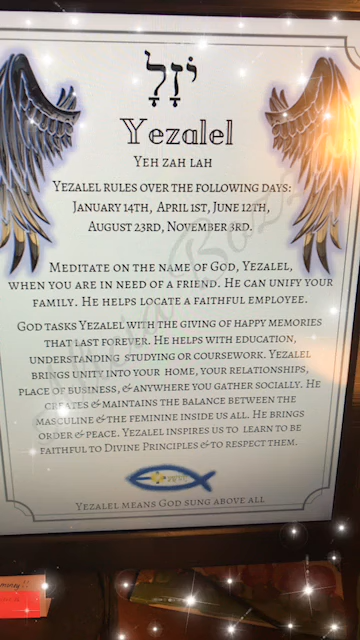 יֹזָלָ
Yezalel
Yeh zah lah
Yezalel rules over the following days:
January 14th, April 1st, June 12th,
August 23rd, November 3rd.
Meditate on the name of God, Yezalel,
when you are in need of a friend. He can unify your
family. He helps locate a faithful employee.
God tasks Yezalel with the giving of happy memories
that last forever. He helps with education,
understanding studying or coursework. Yezalel
brings unity into your home, your relationships,
place of business, & anywhere you gather socially. He
creates & maintains the balance between the
masculine & the feminine inside us all. He brings
order & peace. Yezalel inspires us to learn to be
faithful to Divine Principles & to respect them.
Yezalel means God sung above all
money